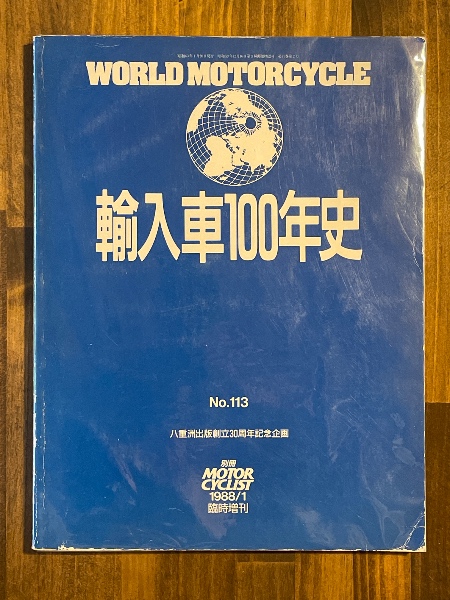 WORLD MOTORCYCLE
輸入車100年史
No.113
八重洲出版創立30周年記念企画
別冊
MOTOR
CYCLIST
1988/1
臨時増刊